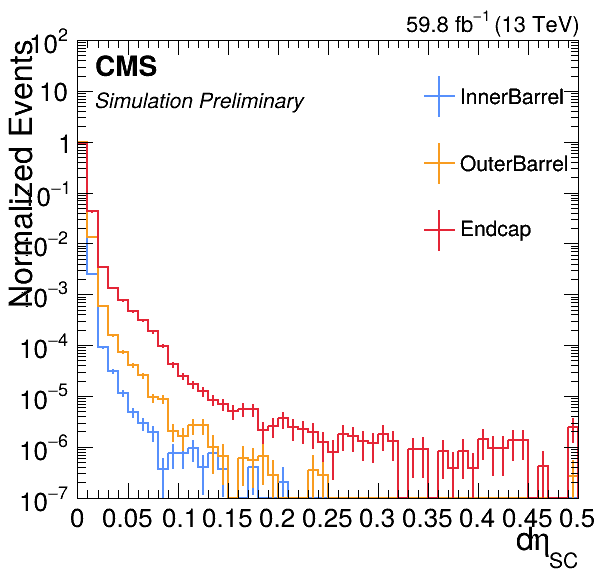 59.8 fb⁻¹ (13 TeV)
CMS
Simulation Preliminary
InnerBarrel
OuterBarrel
Endcap
Normalized Events
10²
10
1
10⁻¹
10⁻²
10⁻³
10⁻⁴
10⁻⁵
10⁻⁶
10⁻⁷
0 0.05 0.1 0.15 0.2 0.25 0.3 0.35 0.4 0.45 0.5
dη_SC